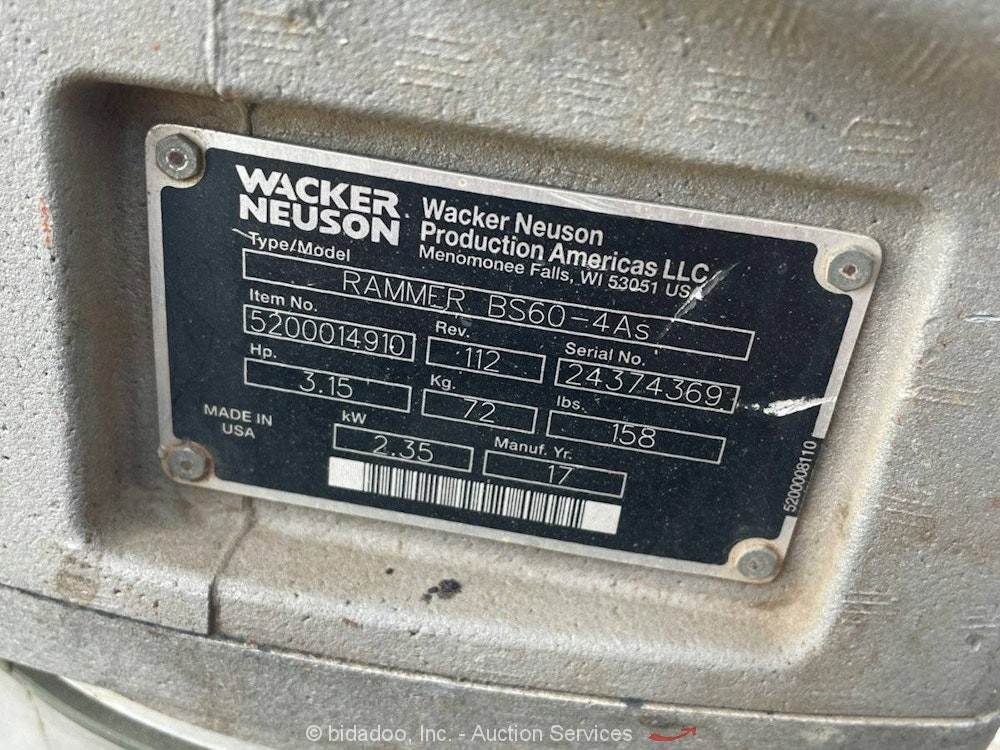 WACKER
NEUSON
Wacker Neuson
Production Americas LLC
Menomonee Falls, WI 53051 USA
Type/Model
RAMMER BS60-4As
Item No.
5200014910
Rev.
112
Serial No.
24374369
Hp.
3.15
Kg.
72
lbs.
158
MADE IN
USA
kW
2.35
Manuf. Yr.
17
5200008110
© bidadoo, Inc. - Auction Services